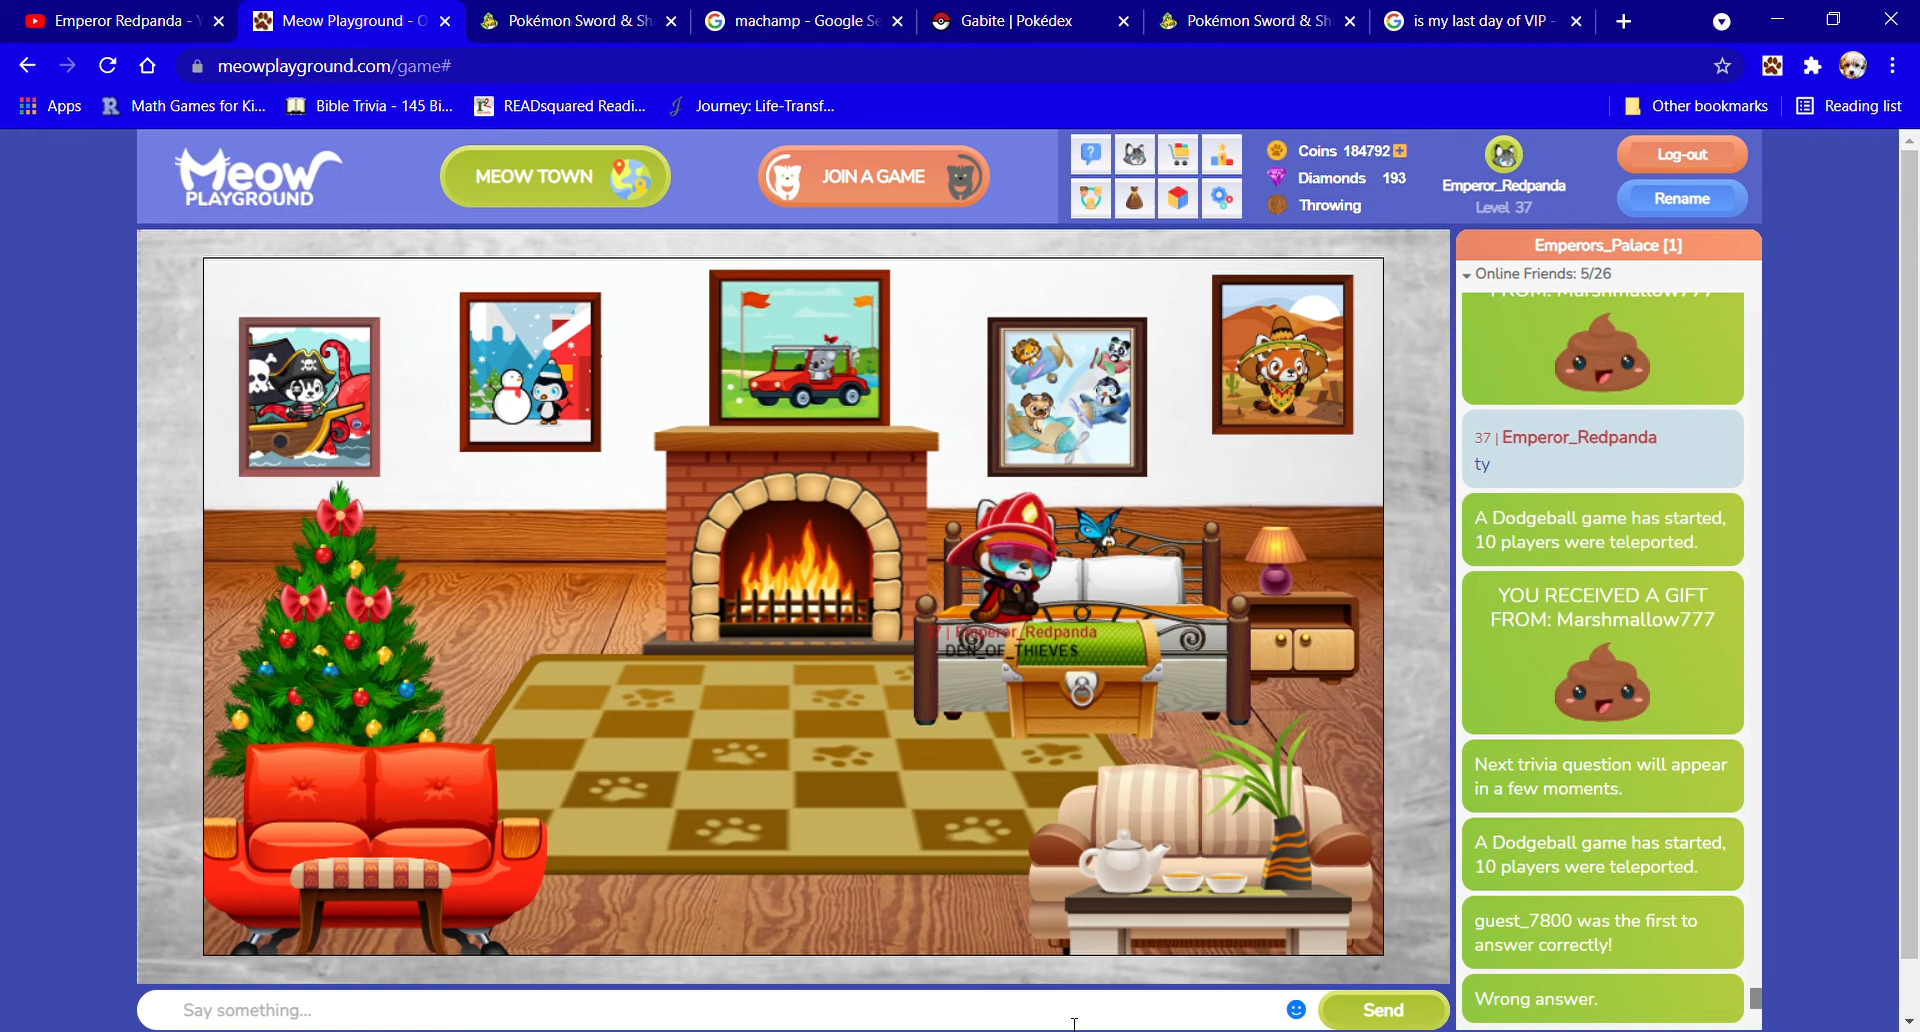 Emperor Redpanda - Y
Meow Playground - O
Pokémon Sword & Sh
machamp - Google Se
Gabite | Pokédex
Pokémon Sword & Sh
is my last day of VIP -
meowplayground.com/game#
Apps
Math Games for Ki...
Bible Trivia - 145 Bi...
READsquared Readi...
Journey: Life-Transf...
Other bookmarks
Reading list
Meow
PLAYGROUND
MEOW TOWN
JOIN A GAME
Coins 184792
Diamonds 193
Throwing
Emperor_Redpanda
Level 37
Log-out
Rename
Emperors_Palace [1]
Online Friends: 5/26
FROM: Marshmallow777
37 | Emperor_Redpanda
ty
A Dodgeball game has started,
10 players were teleported.
YOU RECEIVED A GIFT
FROM: Marshmallow777
Next trivia question will appear
in a few moments.
A Dodgeball game has started,
10 players were teleported.
guest_7800 was the first to
answer correctly!
Wrong answer.
37 | Emperor_Redpanda
DEN_OF_THIEVES
Say something...
Send